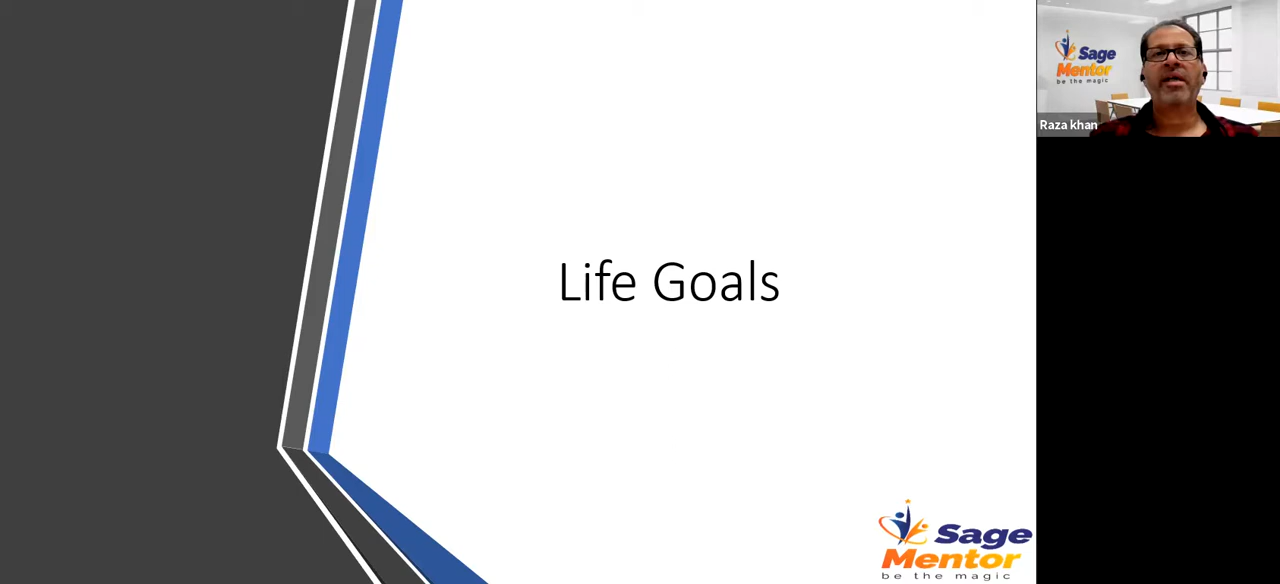 Life Goals
Sage
Mentor
be the magic
Raza khan
Sage
Mentor
be the magic